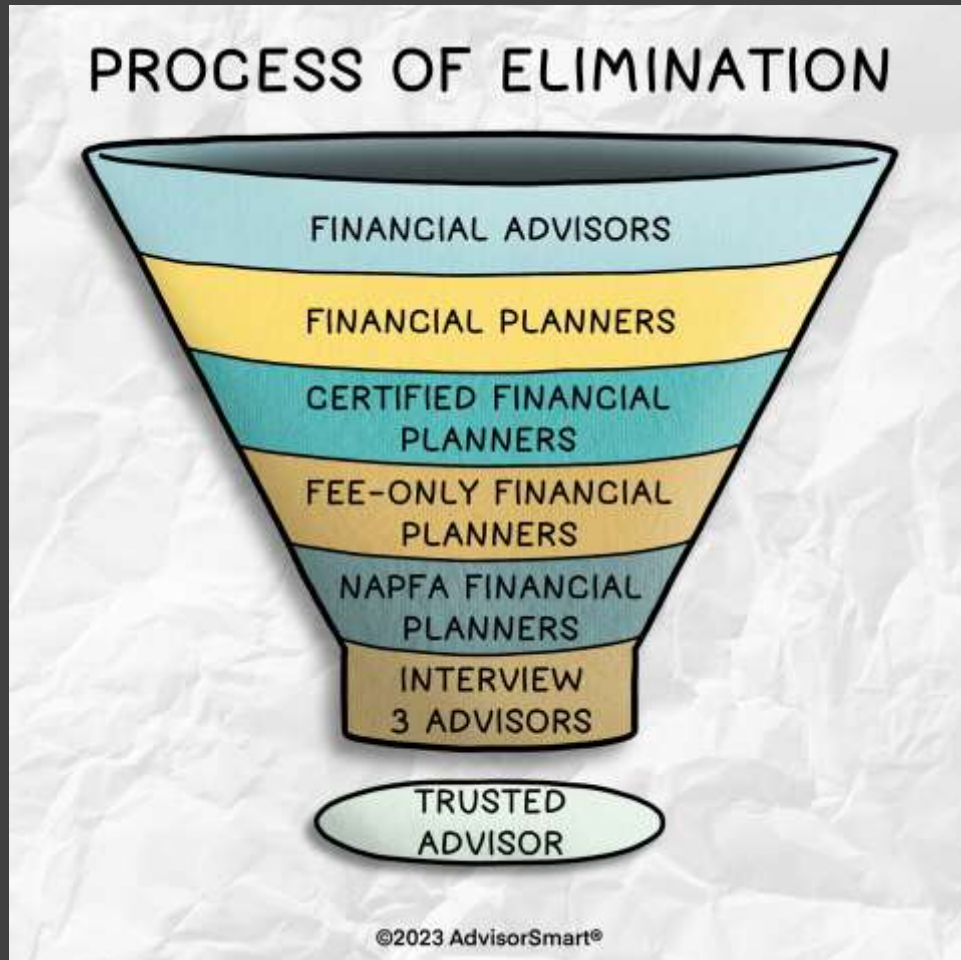 PROCESS OF ELIMINATION
FINANCIAL ADVISORS
FINANCIAL PLANNERS
CERTIFIED FINANCIAL
PLANNERS
FEE-ONLY FINANCIAL
PLANNERS
NAPFA FINANCIAL
PLANNERS
INTERVIEW
3 ADVISORS
TRUSTED
ADVISOR
©2023 AdvisorSmart®